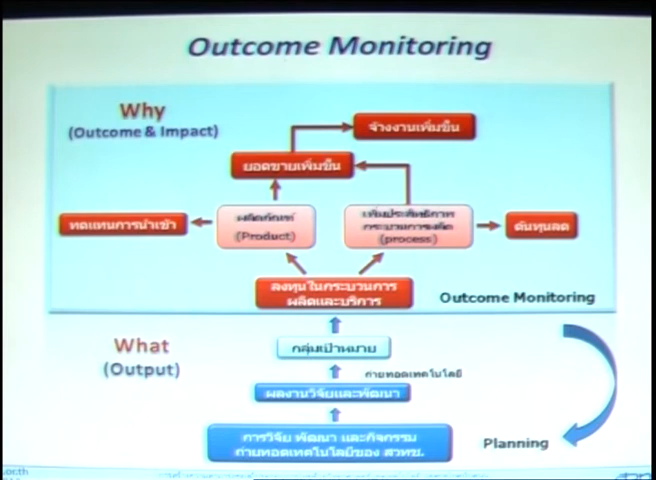 Outcome Monitoring
Why
(Outcome & Impact)
จ้างงานเพิ่มขึ้น
ยอดขายเพิ่มขึ้น
ทดแทนการนำเข้า
ผลิตภัณฑ์
(Product)
เพิ่มประสิทธิภาพ
กระบวนการผลิต
(process)
ต้นทุนลด
ลงทุนในกระบวนการ
ผลิตและบริการ
Outcome Monitoring
What
(Output)
กลุ่มเป้าหมาย
ถ่ายทอดเทคโนโลยี
ผลงานวิจัยและพัฒนา
การวิจัย พัฒนา และกิจกรรม
ถ่ายทอดเทคโนโลยีของ สวทช.
Planning
.or.th